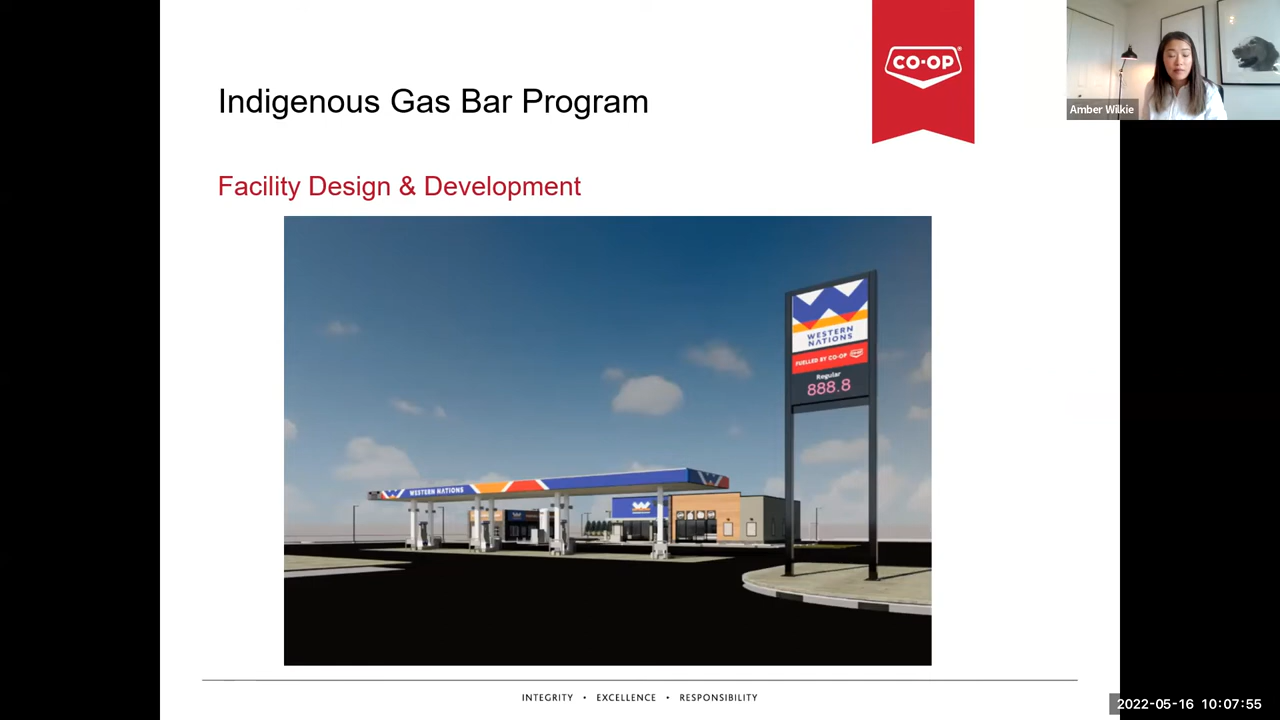 CO-OP
Indigenous Gas Bar Program
Amber Wilkie
Facility Design & Development
WESTERN
NATIONS
FUELLED BY CO-OP
Regular
888.8
WESTERN NATIONS
INTEGRITY • EXCELLENCE • RESPONSIBILITY
2022-05-16 10:07:55